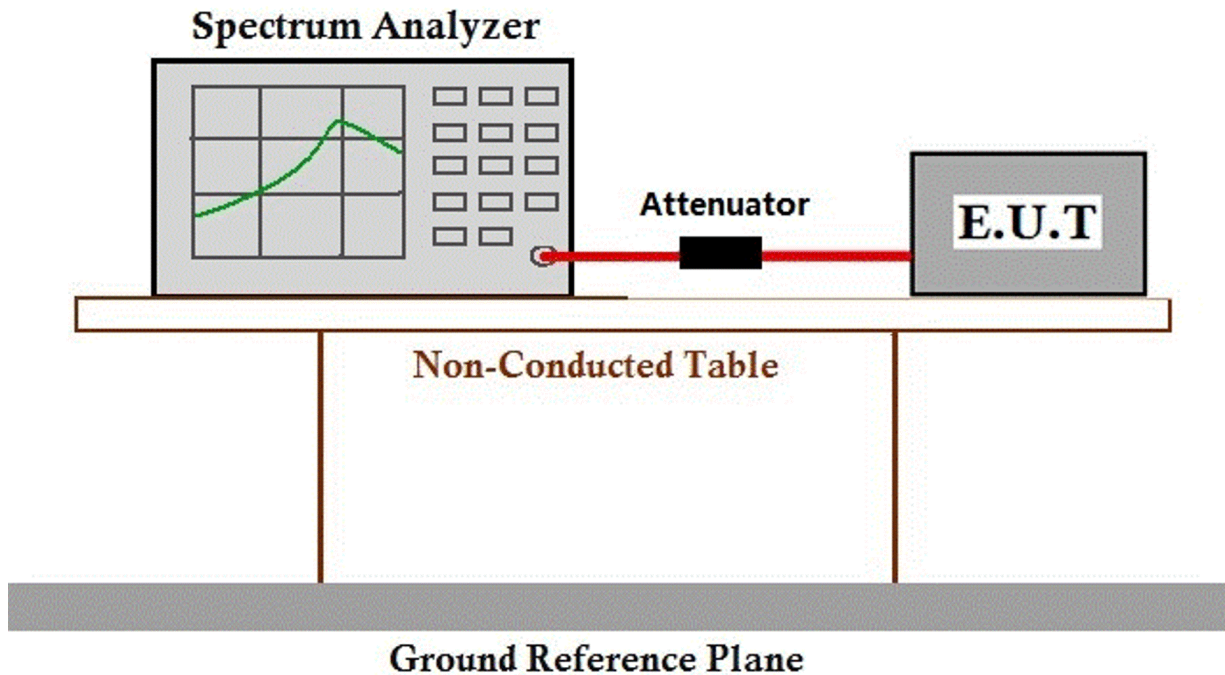 Spectrum Analyzer
Attenuator
E.U.T
Non-Conducted Table
Ground Reference Plane